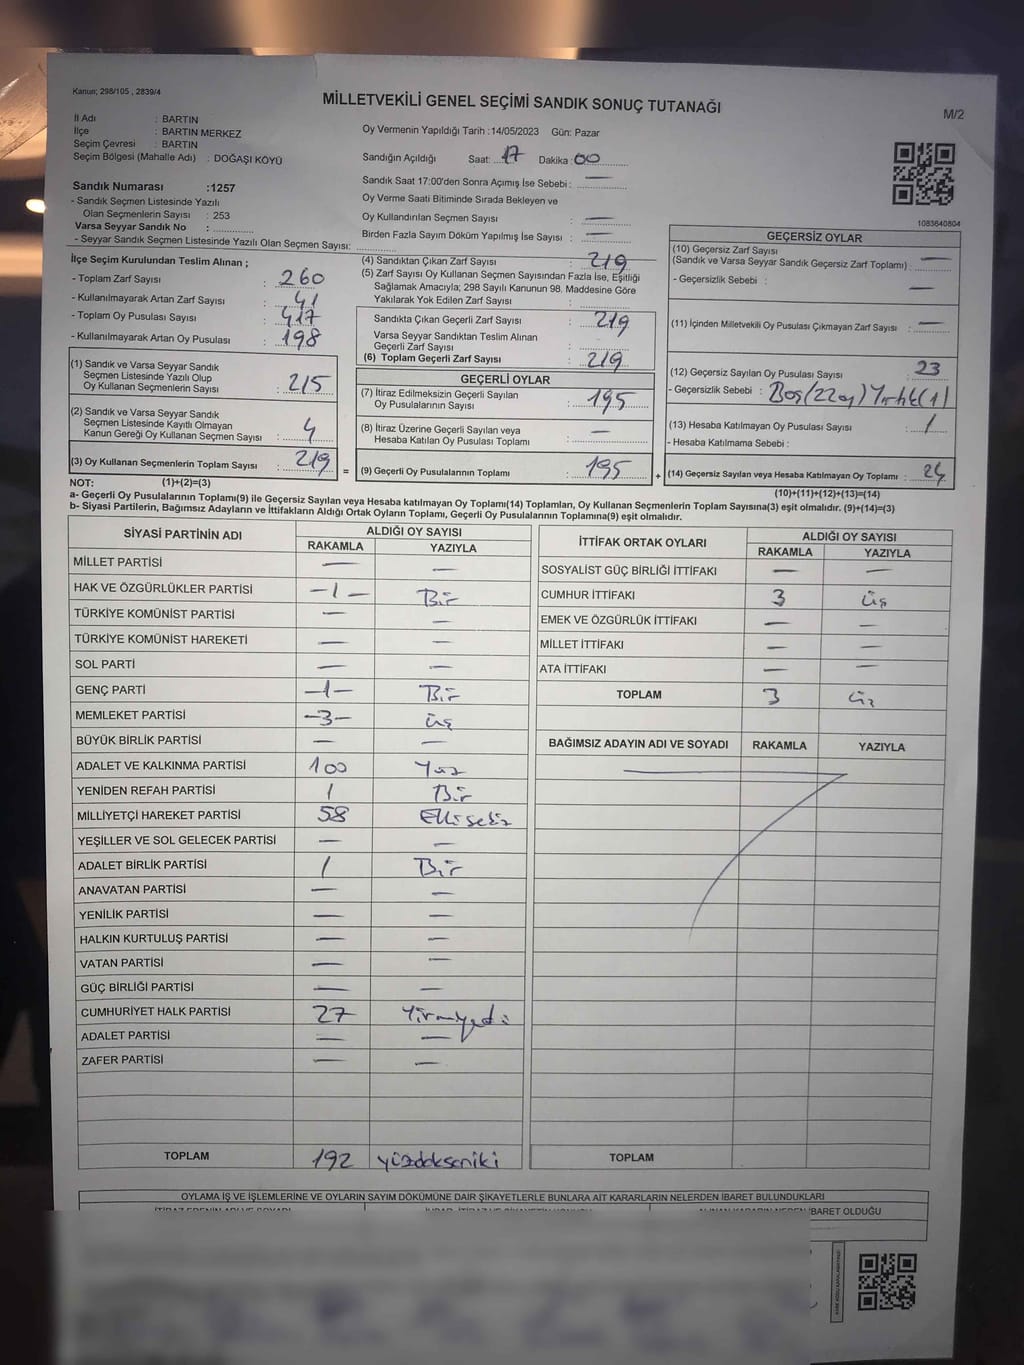 Kanun; 298/105 , 2839/4
MİLLETVEKİLİ GENEL SEÇİMİ SANDIK SONUÇ TUTANAĞI
M/2
İl Adı : BARTIN
İlçe : BARTIN MERKEZ
Seçim Çevresi : BARTIN
Seçim Bölgesi (Mahalle Adı) : DOĞAŞI KÖYÜ
Sandık Numarası :1257
- Sandık Seçmen Listesinde Yazılı
Olan Seçmenlerin Sayısı : 253
Varsa Seyyar Sandık No :
- Seyyar Sandık Seçmen Listesinde Yazılı Olan Seçmen Sayısı:
Oy Vermenin Yapıldığı Tarih :14/05/2023 Gün: Pazar
Sandığın Açıldığı Saat: 17 Dakika : 00
Sandık Saat 17:00'den Sonra Açımış İse Sebebi : —
Oy Verme Saati Bitiminde Sırada Bekleyen ve
Oy Kullandırılan Seçmen Sayısı : —
Birden Fazla Sayım Döküm Yapılmış İse Sayısı : —
1083640804
İlçe Seçim Kurulundan Teslim Alınan ;
- Toplam Zarf Sayısı : 260
- Kullanılmayarak Artan Zarf Sayısı : 41
- Toplam Oy Pusulası Sayısı : 417
- Kullanılmayarak Artan Oy Pusulası : 198
(1) Sandık ve Varsa Seyyar Sandık
Seçmen Listesinde Yazılı Olup
Oy Kullanan Seçmenlerin Sayısı : 215
(2) Sandık ve Varsa Seyyar Sandık
Seçmen Listesinde Kayıtlı Olmayan
Kanun Gereği Oy Kullanan Seçmen Sayısı : 4
(3) Oy Kullanan Seçmenlerin Toplam Sayısı : 219 =
(4) Sandıktan Çıkan Zarf Sayısı : 219
(5) Zarf Sayısı Oy Kullanan Seçmen Sayısından Fazla İse, Eşitliği
Sağlamak Amacıyla; 298 Sayılı Kanunun 98. Maddesine Göre
Yakılarak Yok Edilen Zarf Sayısı :
Sandıkta Çıkan Geçerli Zarf Sayısı : 219
Varsa Seyyar Sandıktan Teslim Alınan
Geçerli Zarf Sayısı :
(6) Toplam Geçerli Zarf Sayısı : 219
GEÇERLİ OYLAR
(7) İtiraz Edilmeksizin Geçerli Sayılan
Oy Pusulalarının Sayısı : 195
(8) İtiraz Üzerine Geçerli Sayılan veya
Hesaba Katılan Oy Pusulası Toplamı : —
(9) Geçerli Oy Pusulalarının Toplamı : 195 +
GEÇERSİZ OYLAR
(10) Geçersiz Zarf Sayısı
(Sandık ve Varsa Seyyar Sandık Geçersiz Zarf Toplamı) : —
- Geçersizlik Sebebi : —
(11) İçinden Milletvekili Oy Pusulası Çıkmayan Zarf Sayısı : —
(12) Geçersiz Sayılan Oy Pusulası Sayısı : 23
- Geçersizlik Sebebi : Boş (22 oy) Yırtık (1)
(13) Hesaba Katılmayan Oy Pusulası Sayısı : 1
- Hesaba Katılmama Sebebi :
(14) Geçersiz Sayılan veya Hesaba Katılmayan Oy Toplamı : 24
NOT: (1)+(2)=(3)
(10)+(11)+(12)+(13)=(14)
a- Geçerli Oy Pusulalarının Toplamı(9) ile Geçersiz Sayılan veya Hesaba katılmayan Oy Toplamı(14) Toplamları, Oy Kullanan Seçmenlerin Toplam Sayısına(3) eşit olmalıdır. (9)+(14)=(3)
b- Siyasi Partilerin, Bağımsız Adayların ve İttifakların Aldığı Ortak Oyların Toplamı, Geçerli Oy Pusulalarının Toplamına(9) eşit olmalıdır.
SİYASİ PARTİNİN ADI ALDIĞI OY SAYISI
RAKAMLA YAZIYLA
MİLLET PARTİSİ — —
HAK VE ÖZGÜRLÜKLER PARTİSİ —1— Bir
TÜRKİYE KOMÜNİST PARTİSİ — —
TÜRKİYE KOMÜNİST HAREKETİ — —
SOL PARTİ — —
GENÇ PARTİ —1— Bir
MEMLEKET PARTİSİ —3— üç
BÜYÜK BİRLİK PARTİSİ — —
ADALET VE KALKINMA PARTİSİ 100 Yüz
YENİDEN REFAH PARTİSİ 1 Bir
MİLLİYETÇİ HAREKET PARTİSİ 58 Ellisekiz
YEŞİLLER VE SOL GELECEK PARTİSİ — —
ADALET BİRLİK PARTİSİ 1 Bir
ANAVATAN PARTİSİ — —
YENİLİK PARTİSİ — —
HALKIN KURTULUŞ PARTİSİ — —
VATAN PARTİSİ — —
GÜÇ BİRLİĞİ PARTİSİ — —
CUMHURİYET HALK PARTİSİ 27 Yirmiyedi
ADALET PARTİSİ — —
ZAFER PARTİSİ — —
TOPLAM 192 yüzdoksaniki
İTTİFAK ORTAK OYLARI ALDIĞI OY SAYISI
RAKAMLA YAZIYLA
SOSYALİST GÜÇ BİRLİĞİ İTTİFAKI — —
CUMHUR İTTİFAKI 3 üç
EMEK VE ÖZGÜRLÜK İTTİFAKI — —
MİLLET İTTİFAKI — —
ATA İTTİFAKI — —
TOPLAM 3 üç
BAĞIMSIZ ADAYIN ADI VE SOYADI RAKAMLA YAZIYLA
TOPLAM
OYLAMA İŞ VE İŞLEMLERİNE VE OYLARIN SAYIM DÖKÜMÜNE DAİR ŞİKAYETLERLE BUNLARA AİT KARARLARIN NELERDEN İBARET BULUNDUKLARI
İBARET OLDUĞU